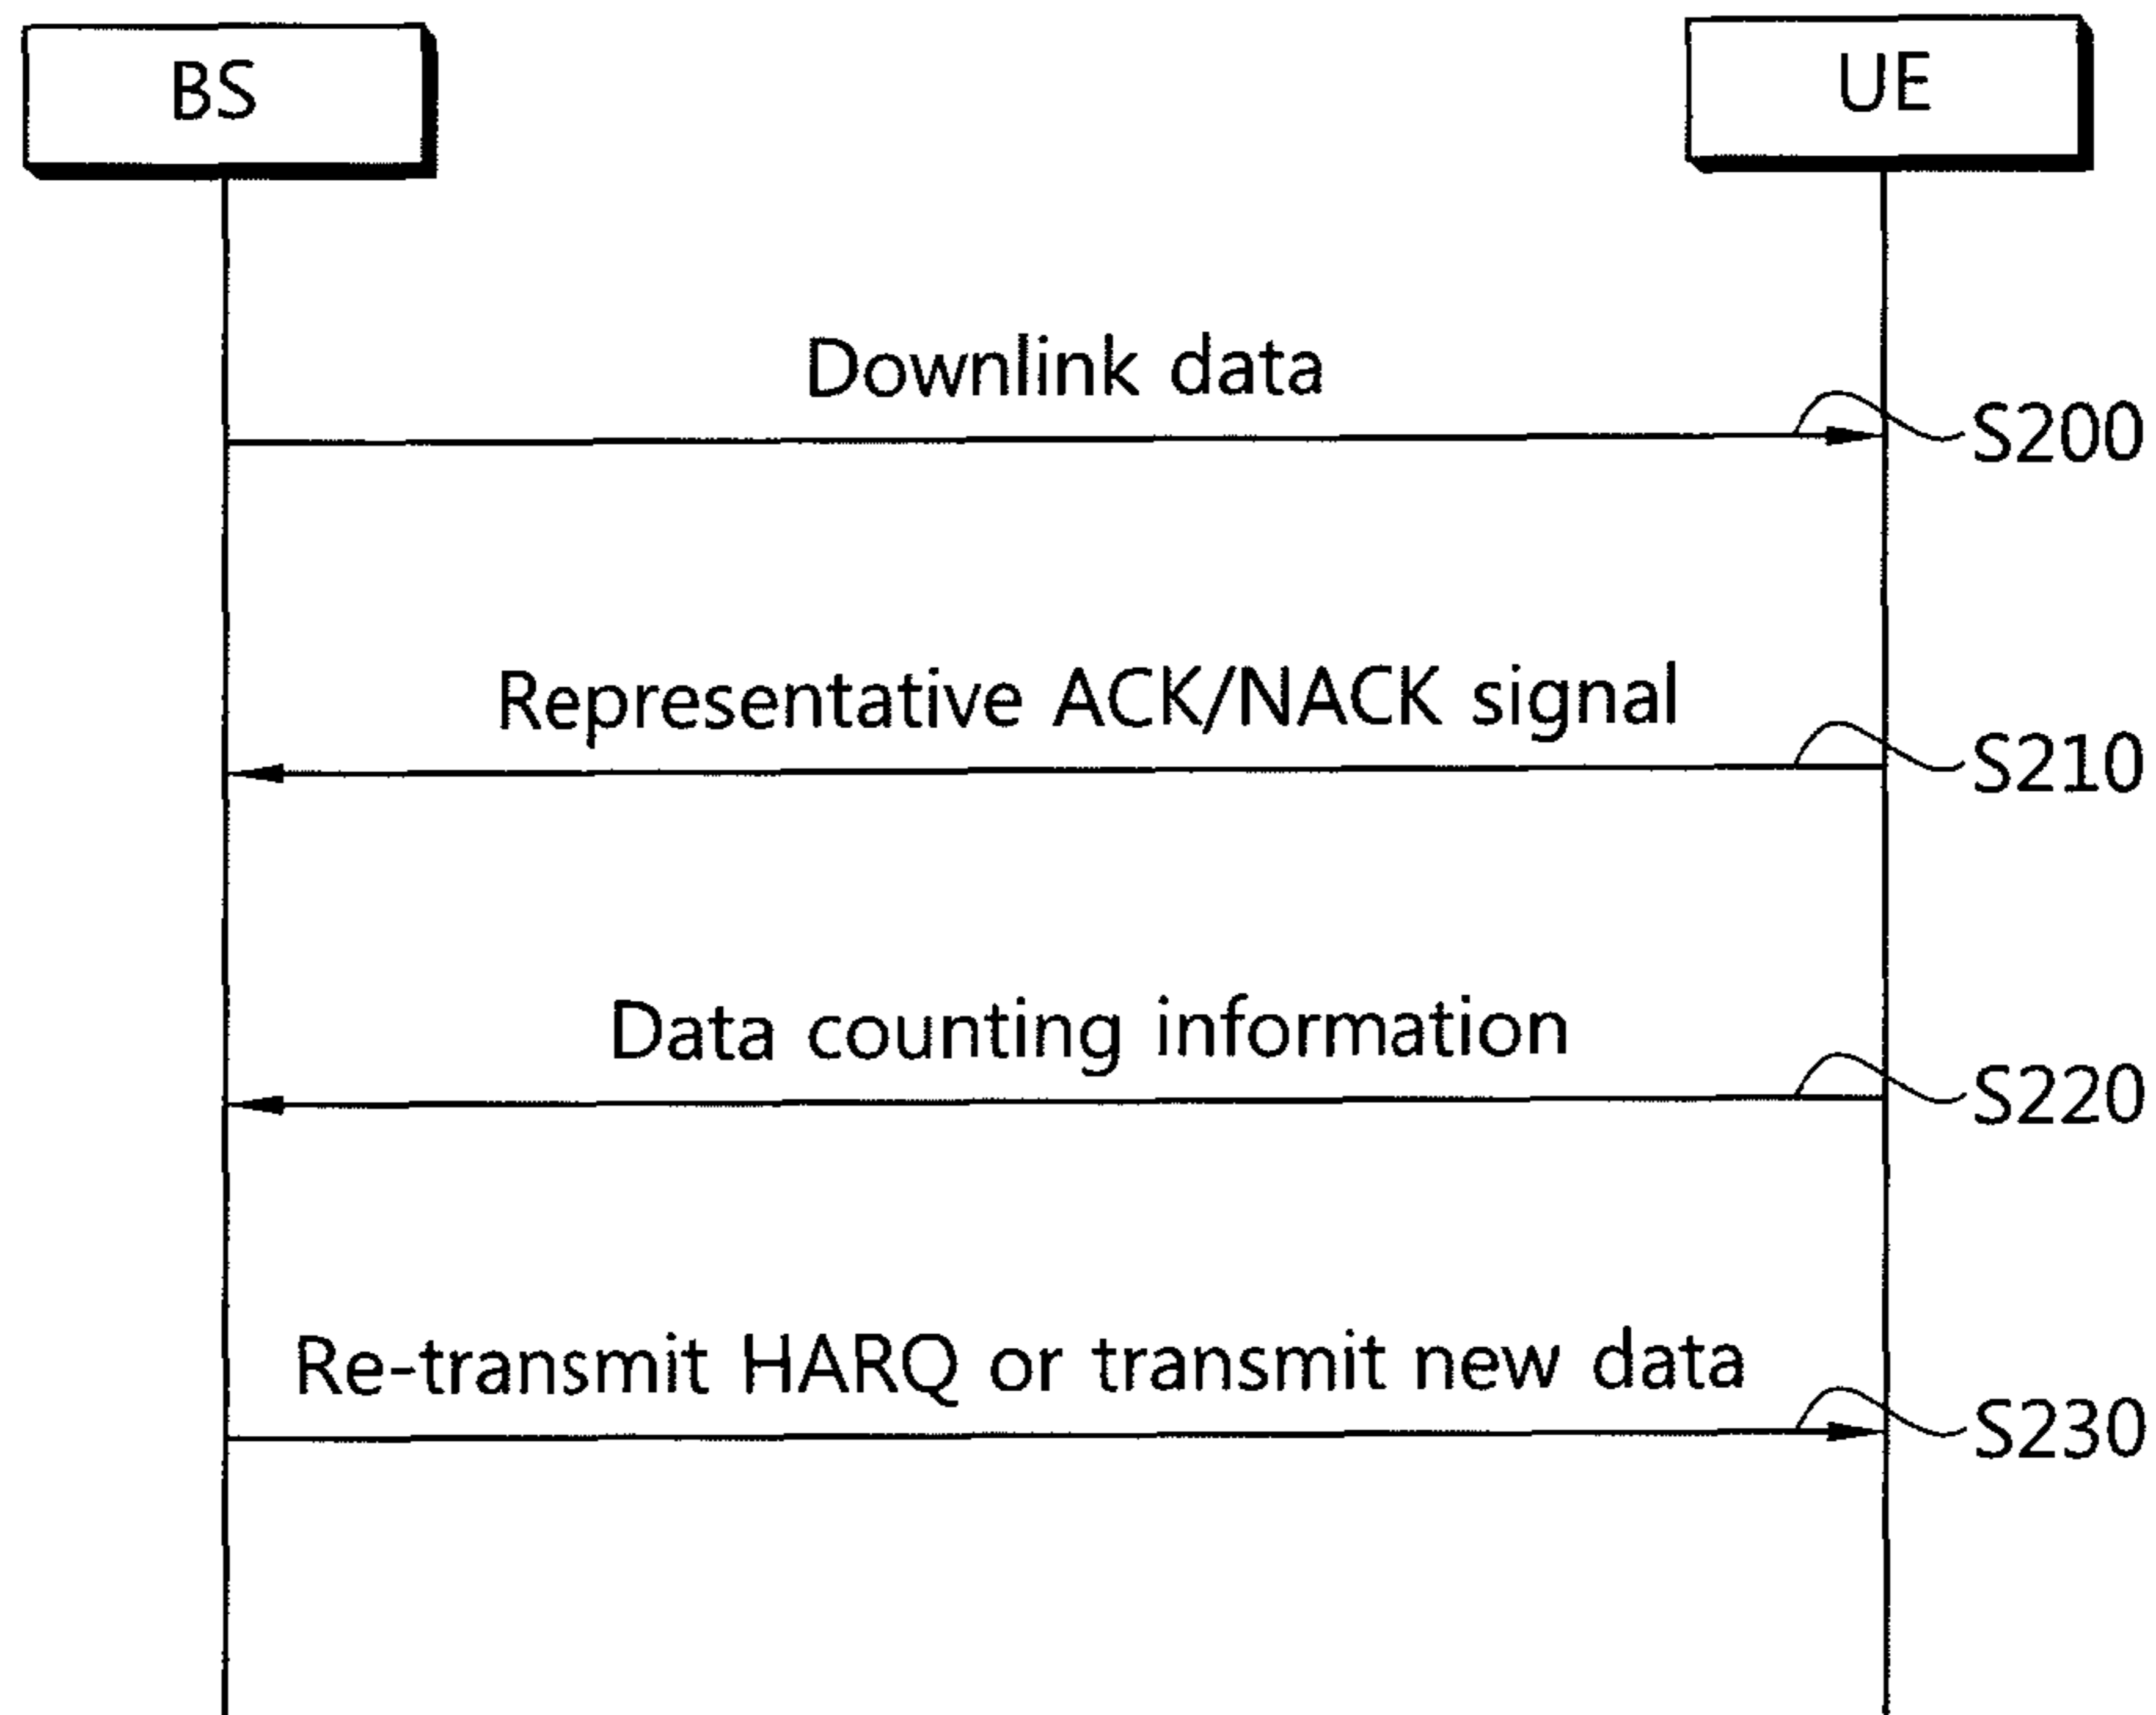 BS
UE
Downlink data
S200
Representative ACK/NACK signal
S210
Data counting information
S220
Re-transmit HARQ or transmit new data
S230